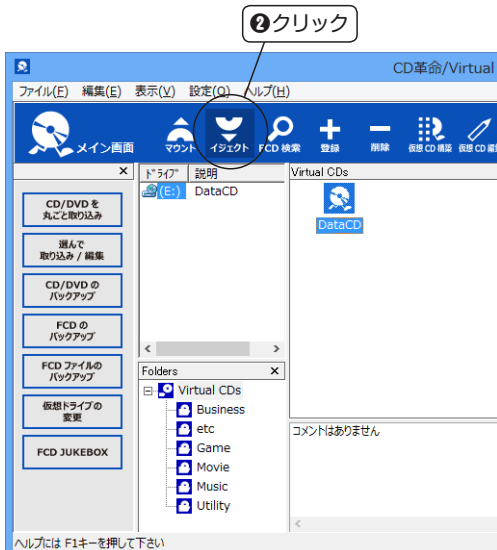 ❷クリック
CD革命/Virtual
ファイル(F) 編集(E) 表示(V) 設定(O) ヘルプ(H)
メイン画面 マウント イジェクト FCD 検索 登録 削除 仮想 CD 構築 仮想 CD 編
× ドライブ 説明 Virtual CDs
(E:) DataCD
DataCD
CD/DVD を
丸ごと取り込み
選んで
取り込み / 編集
CD/DVD の
バックアップ
FCD の
バックアップ
FCD ファイルの
バックアップ
仮想ドライブの
変更
FCD JUKEBOX
Folders ×
Virtual CDs
Business
etc
Game
Movie
Music
Utility
コメントはありません
ヘルプには F1キーを押して下さい